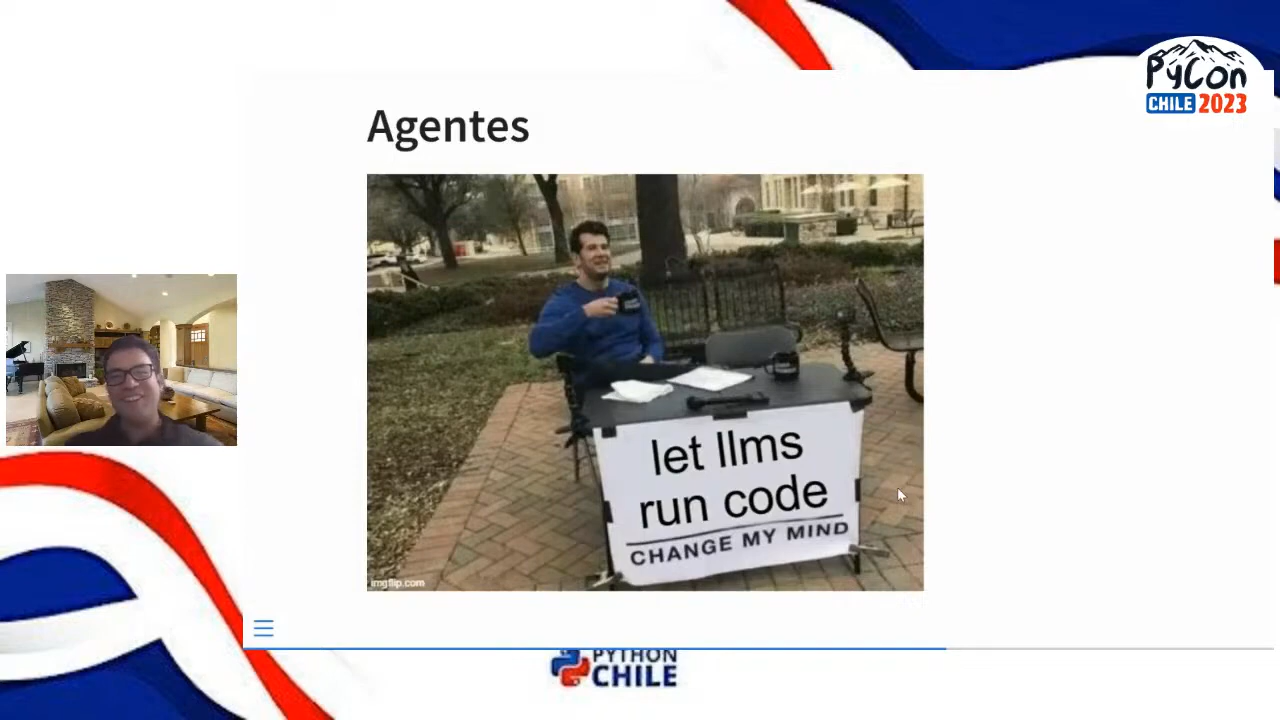 PyCon
CHILE 2023
Agentes
let llms
run code
CHANGE MY MIND
imgflip.com
PYTHON
CHILE